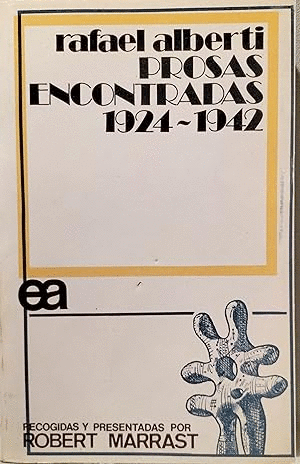 rafael alberti
PROSAS
ENCONTRADAS
1924~1942
ea
RECOGIDAS Y PRESENTADAS POR
ROBERT MARRAST